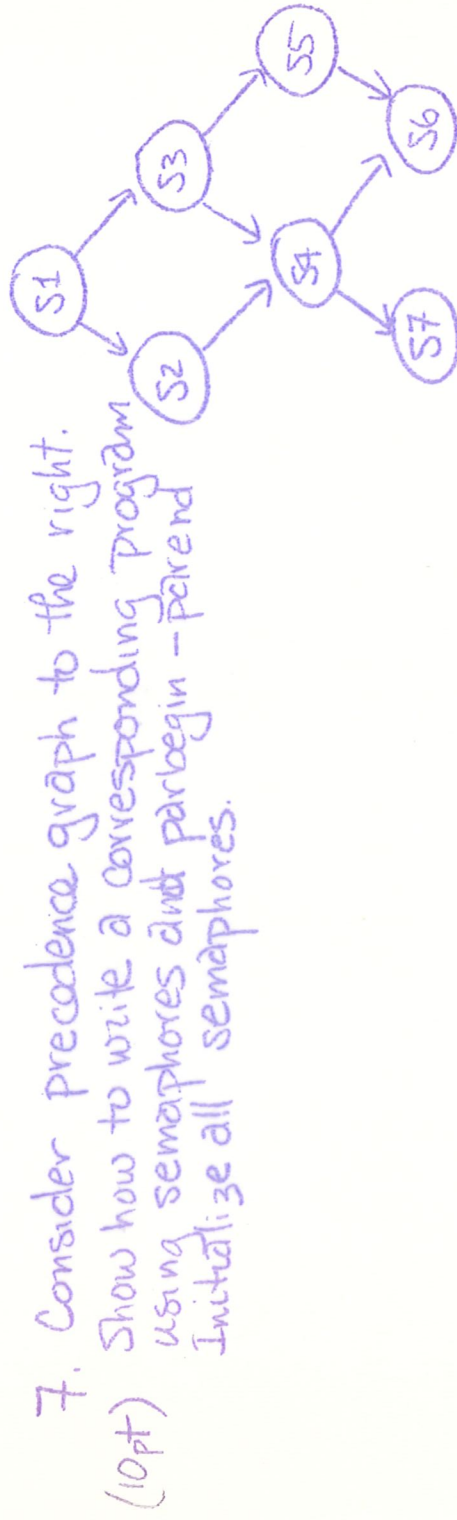 7. Consider precedence graph to the right.
(10pt) Show how to write a corresponding program
using semaphores and parbegin - parend
Initialize all semaphores.
S1
S2 S3
S4 S5
S7 S6